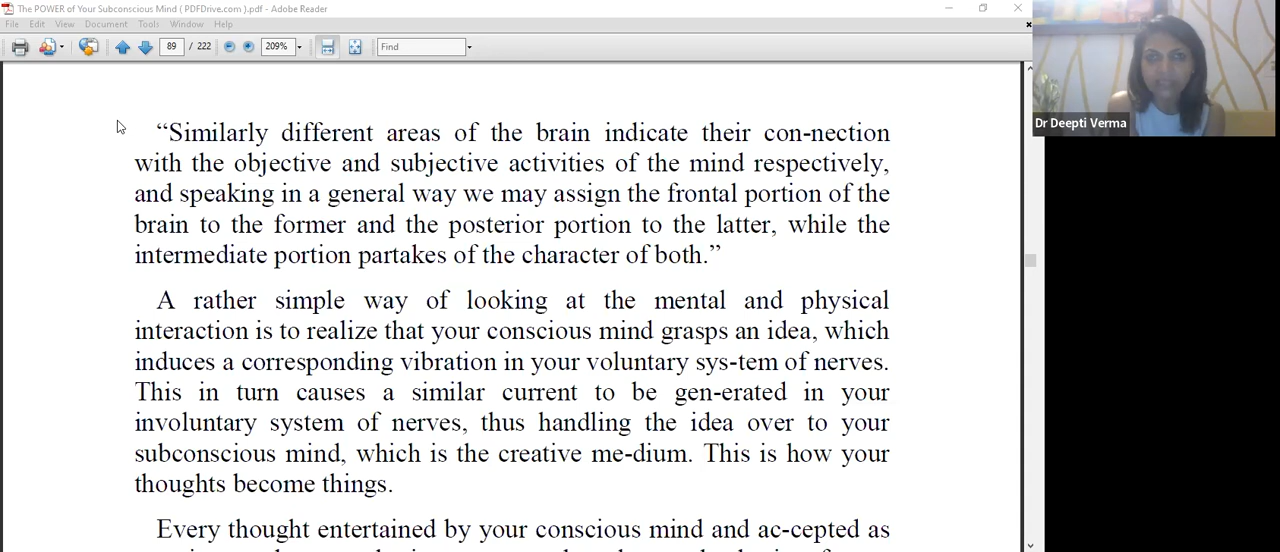 The POWER of Your Subconscious Mind ( PDFDrive.com ).pdf - Adobe Reader
File Edit View Document Tools Window Help
89 / 222 209% Find
Dr Deepti Verma
“Similarly different areas of the brain indicate their con-nection
with the objective and subjective activities of the mind respectively,
and speaking in a general way we may assign the frontal portion of the
brain to the former and the posterior portion to the latter, while the
intermediate portion partakes of the character of both.”
A rather simple way of looking at the mental and physical
interaction is to realize that your conscious mind grasps an idea, which
induces a corresponding vibration in your voluntary sys-tem of nerves.
This in turn causes a similar current to be gen-erated in your
involuntary system of nerves, thus handling the idea over to your
subconscious mind, which is the creative me-dium. This is how your
thoughts become things.
Every thought entertained by your conscious mind and ac-cepted as